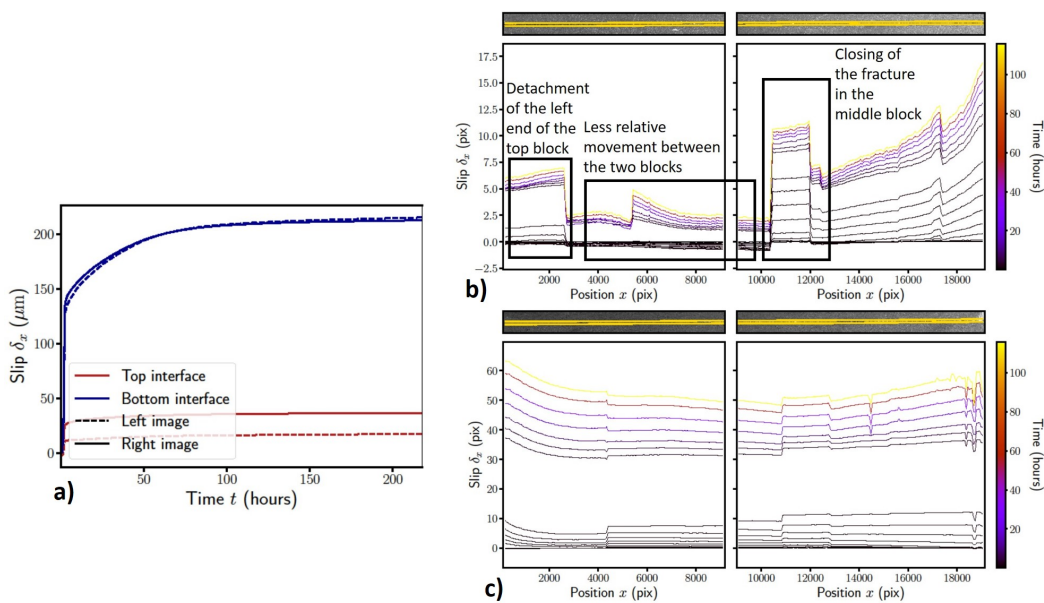 200
150
100
50
0
Slip δx (μm)
Top interface
Bottom interface
Left image
Right image
50
100
150
200
Time t (hours)
a)
17.5
15.0
12.5
10.0
7.5
5.0
2.5
0.0
−2.5
Slip δx (pix)
Detachment
of the left
end of the
top block
Less relative
movement between
the two blocks
Closing of
the fracture
in the
middle block
2000
4000
6000
8000
Position x (pix)
10000
12000
14000
16000
18000
Position x (pix)
100
80
60
40
20
Time (hours)
b)
60
50
40
30
20
10
0
Slip δx (pix)
2000
4000
6000
8000
Position x (pix)
10000
12000
14000
16000
18000
Position x (pix)
100
80
60
40
20
Time (hours)
c)